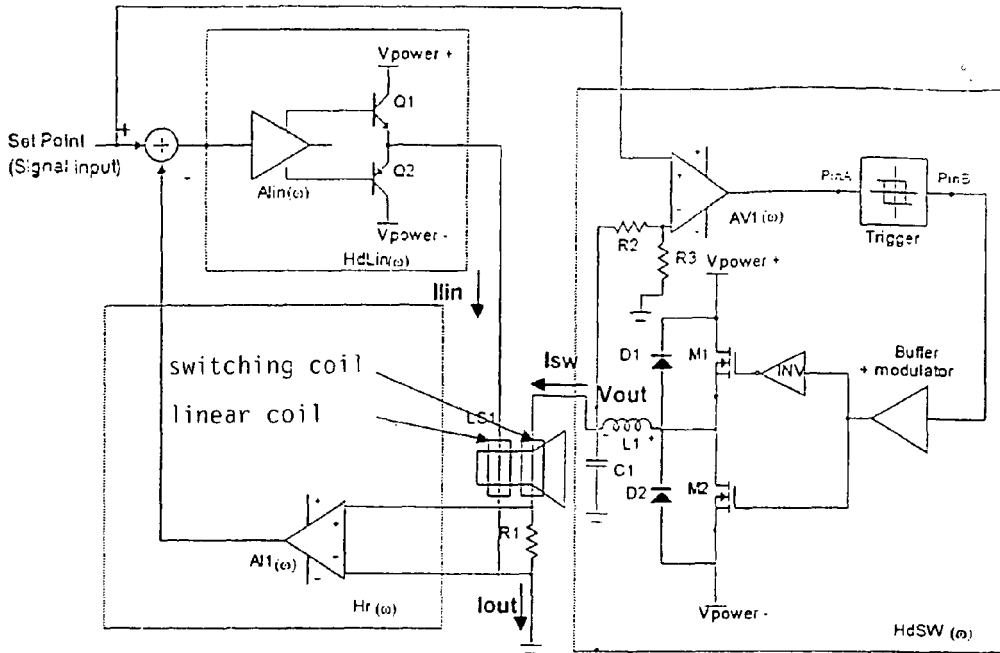 Vpower +
Q1
Set Point
(Signal input)
+
-
Alin(ω)
Q2
Vpower -
HdLin(ω)
Ilin
+
-
AV1(ω)
PinA
PinB
Trigger
R2
R3
Vpower +
switching coil
linear coil
LS1
Isw
Vout
D1
M1
INV
Buffer
+ modulator
- L1 +
C1
D2
M2
R1
AI1(ω)
Hr(ω)
Iout
Vpower -
HdSW(ω)